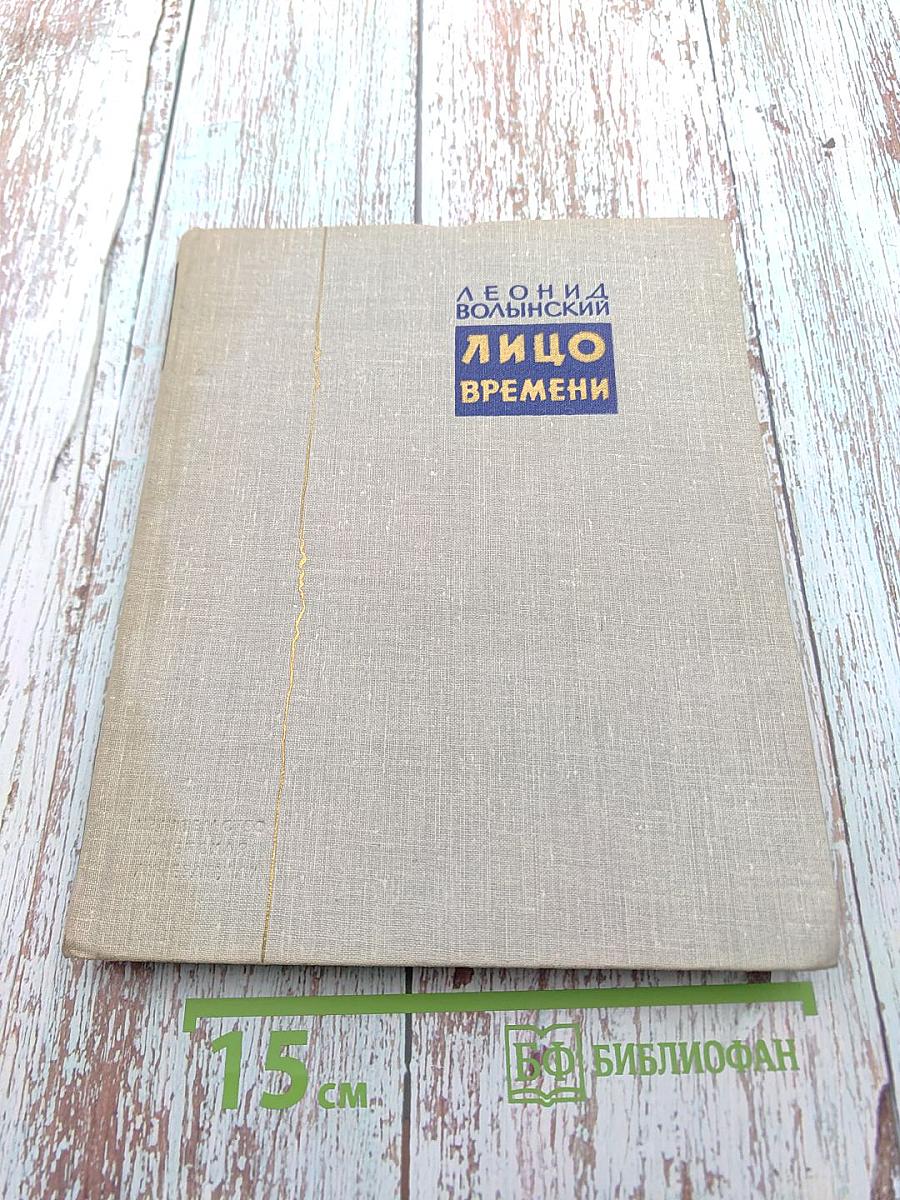 ЛЕОНИД
ВОЛЫНСКИЙ
ЛИЦО
ВРЕМЕНИ
15 см
БФ БИБЛИОФАН